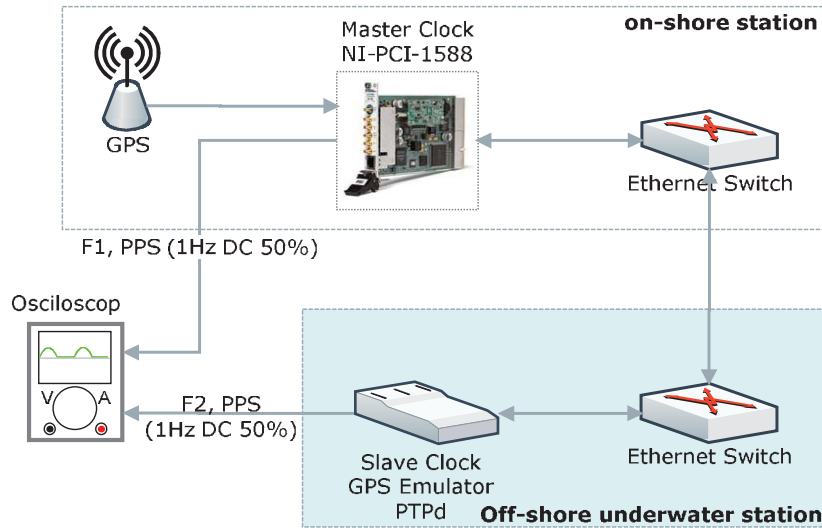 on-shore station
Master Clock
NI-PCI-1588
GPS
Ethernet Switch
F1, PPS (1Hz DC 50%)
Osciloscop
V A
F2, PPS
(1Hz DC 50%)
Slave Clock
GPS Emulator
PTPd
Ethernet Switch
Off-shore underwater station